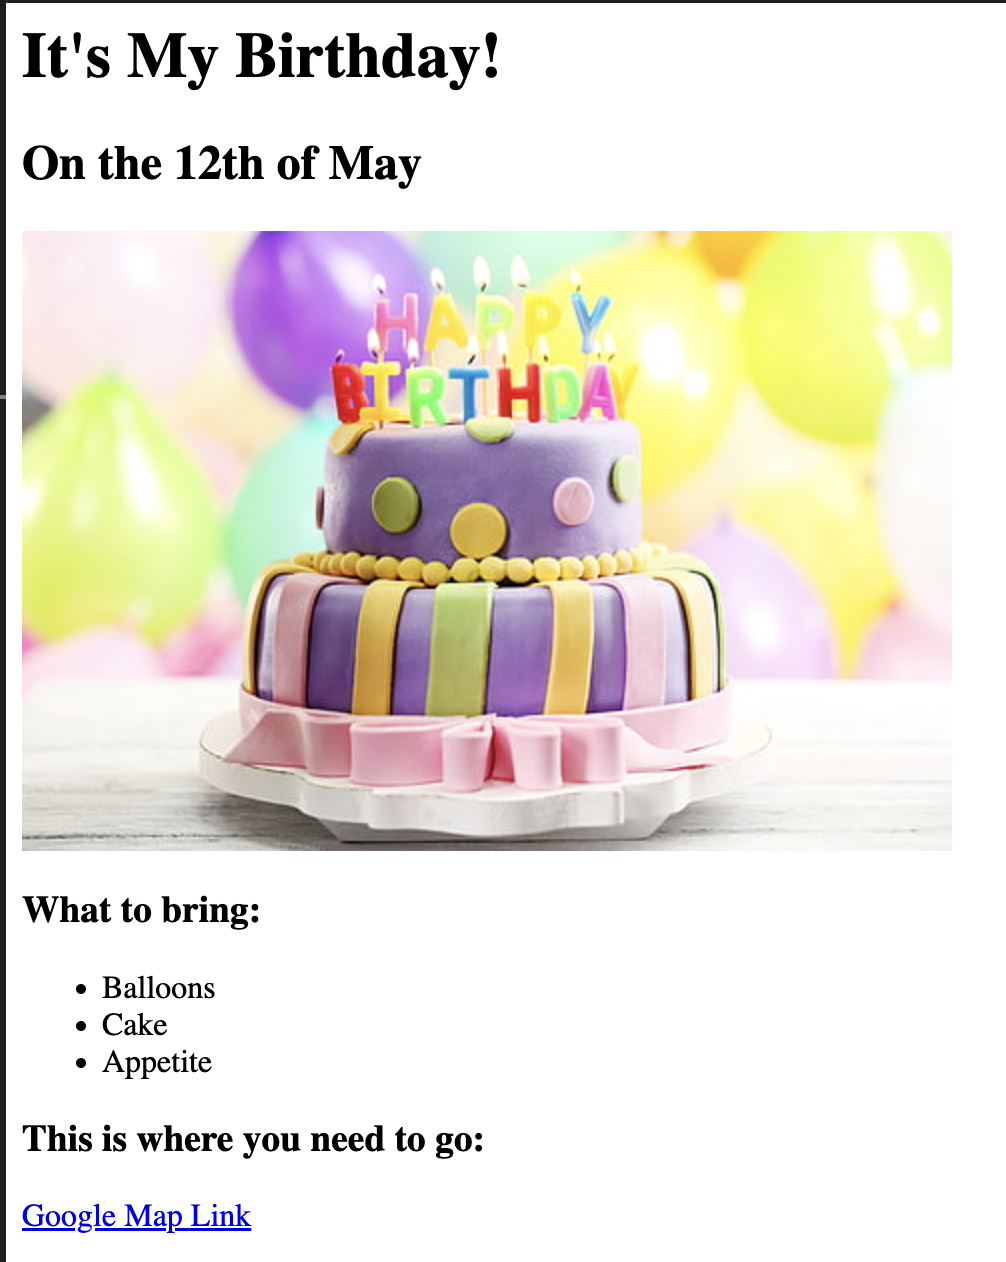 It's My Birthday!
On the 12th of May
HAPPY
BIRTHDAY
What to bring:
Balloons
Cake
Appetite
This is where you need to go:
Google Map Link